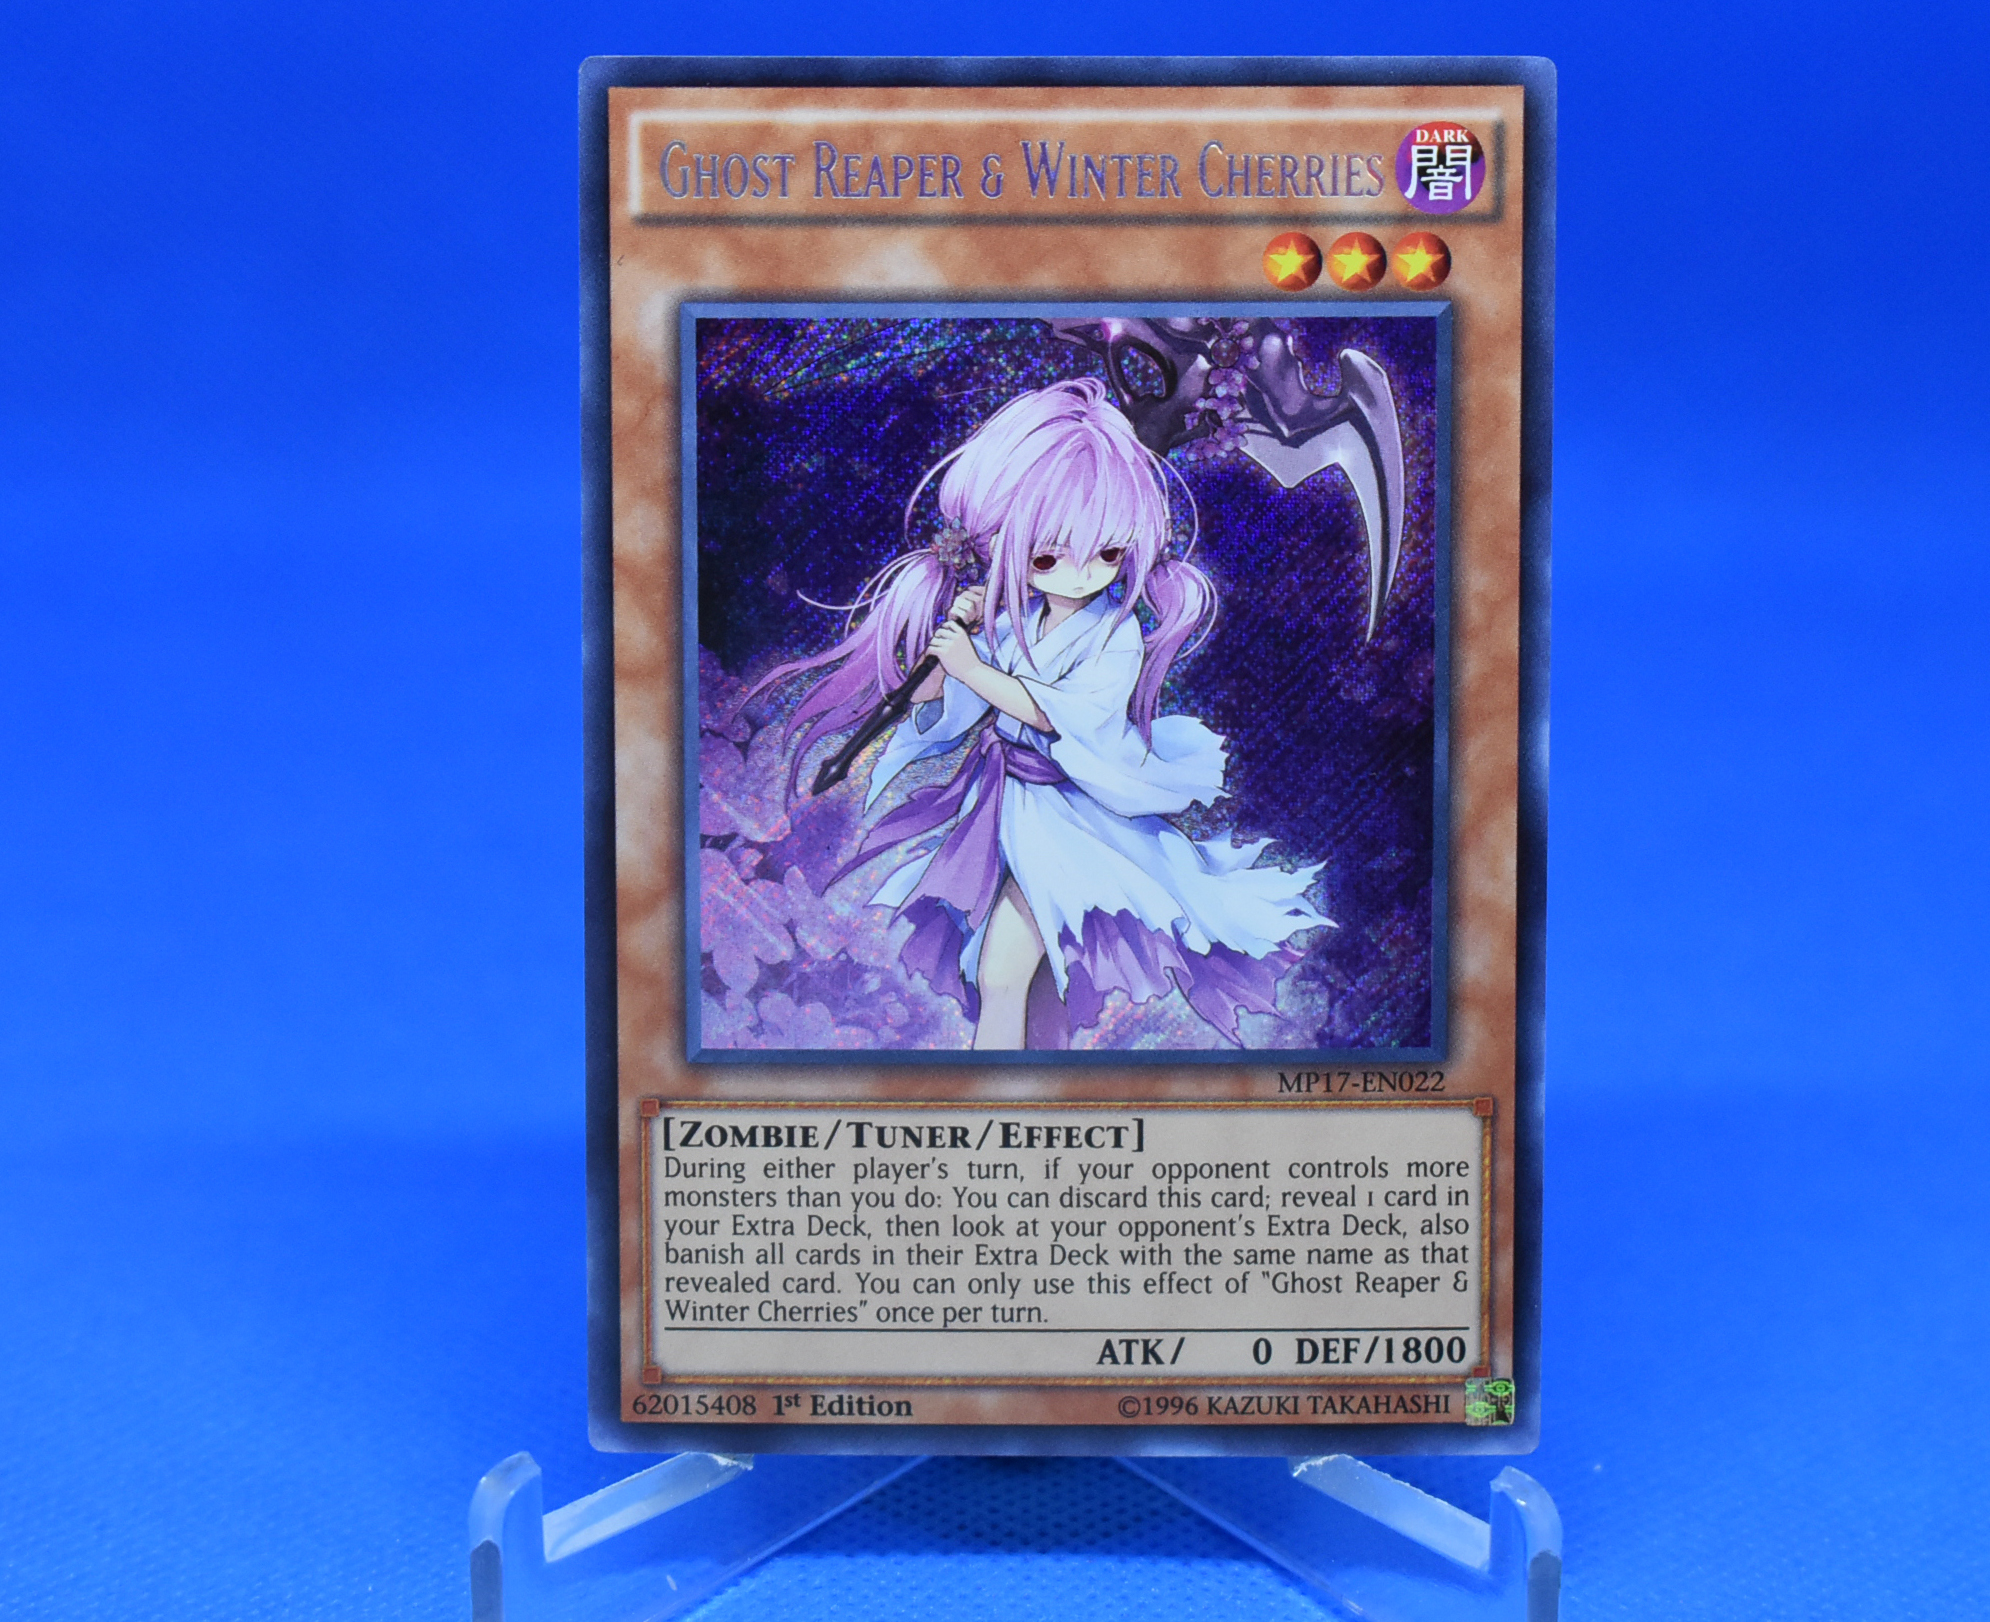 Ghost Reaper & Winter Cherries
DARK
闇
MP17-EN022
[Zombie/Tuner/Effect]
During either player's turn, if your opponent controls more
monsters than you do: You can discard this card; reveal 1 card in
your Extra Deck, then look at your opponent's Extra Deck, also
banish all cards in their Extra Deck with the same name as that
revealed card. You can only use this effect of "Ghost Reaper &
Winter Cherries" once per turn.
ATK/ 0 DEF/1800
62015408 1st Edition ©1996 KAZUKI TAKAHASHI